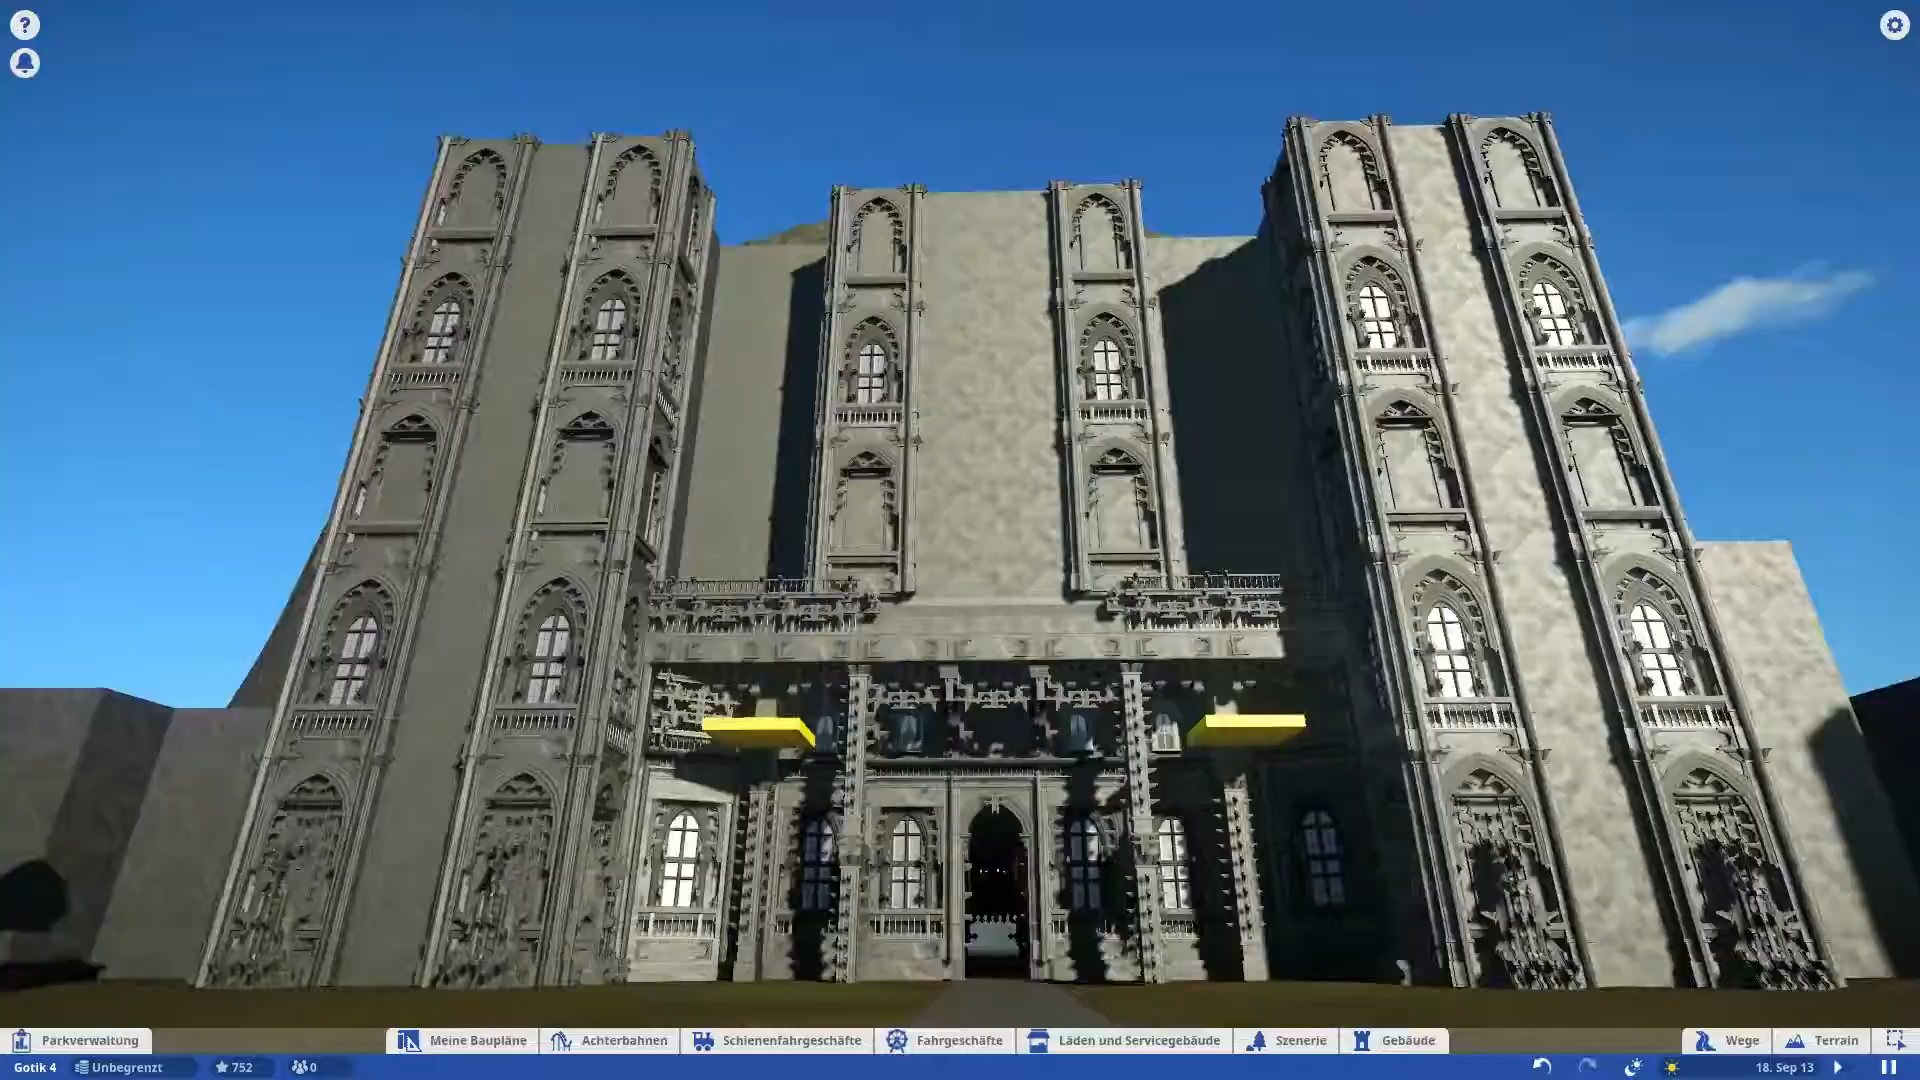 ?
Parkverwaltung
Meine Baupläne
Achterbahnen
Schienenfahrgeschäfte
Fahrgeschäfte
Läden und Servicegebäude
Szenerie
Gebäude
Wege
Terrain
Gotik 4
Unbegrenzt
752
0
18. Sep 13